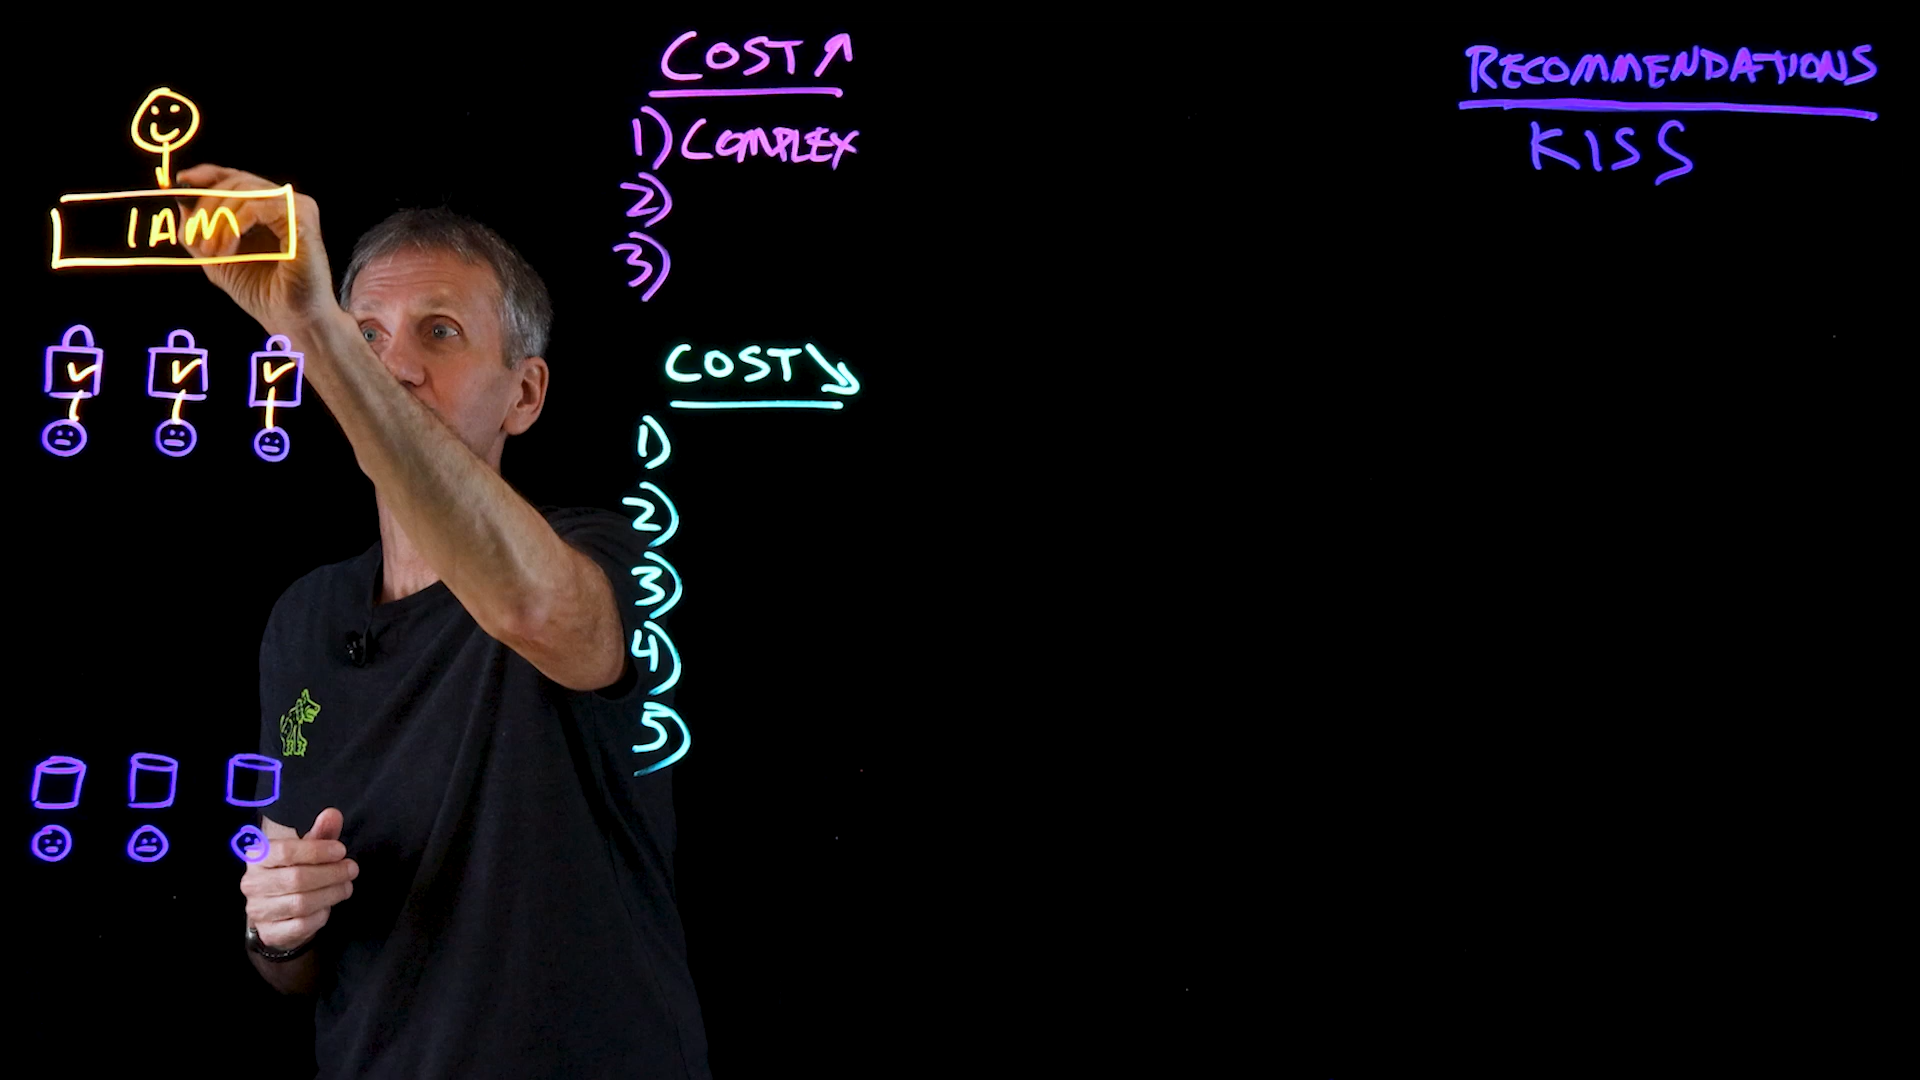 IAM
COST
1) COMPLEX
2)
3)
COST
1)
2)
3)
4)
5)
RECOMMENDATIONS
KISS